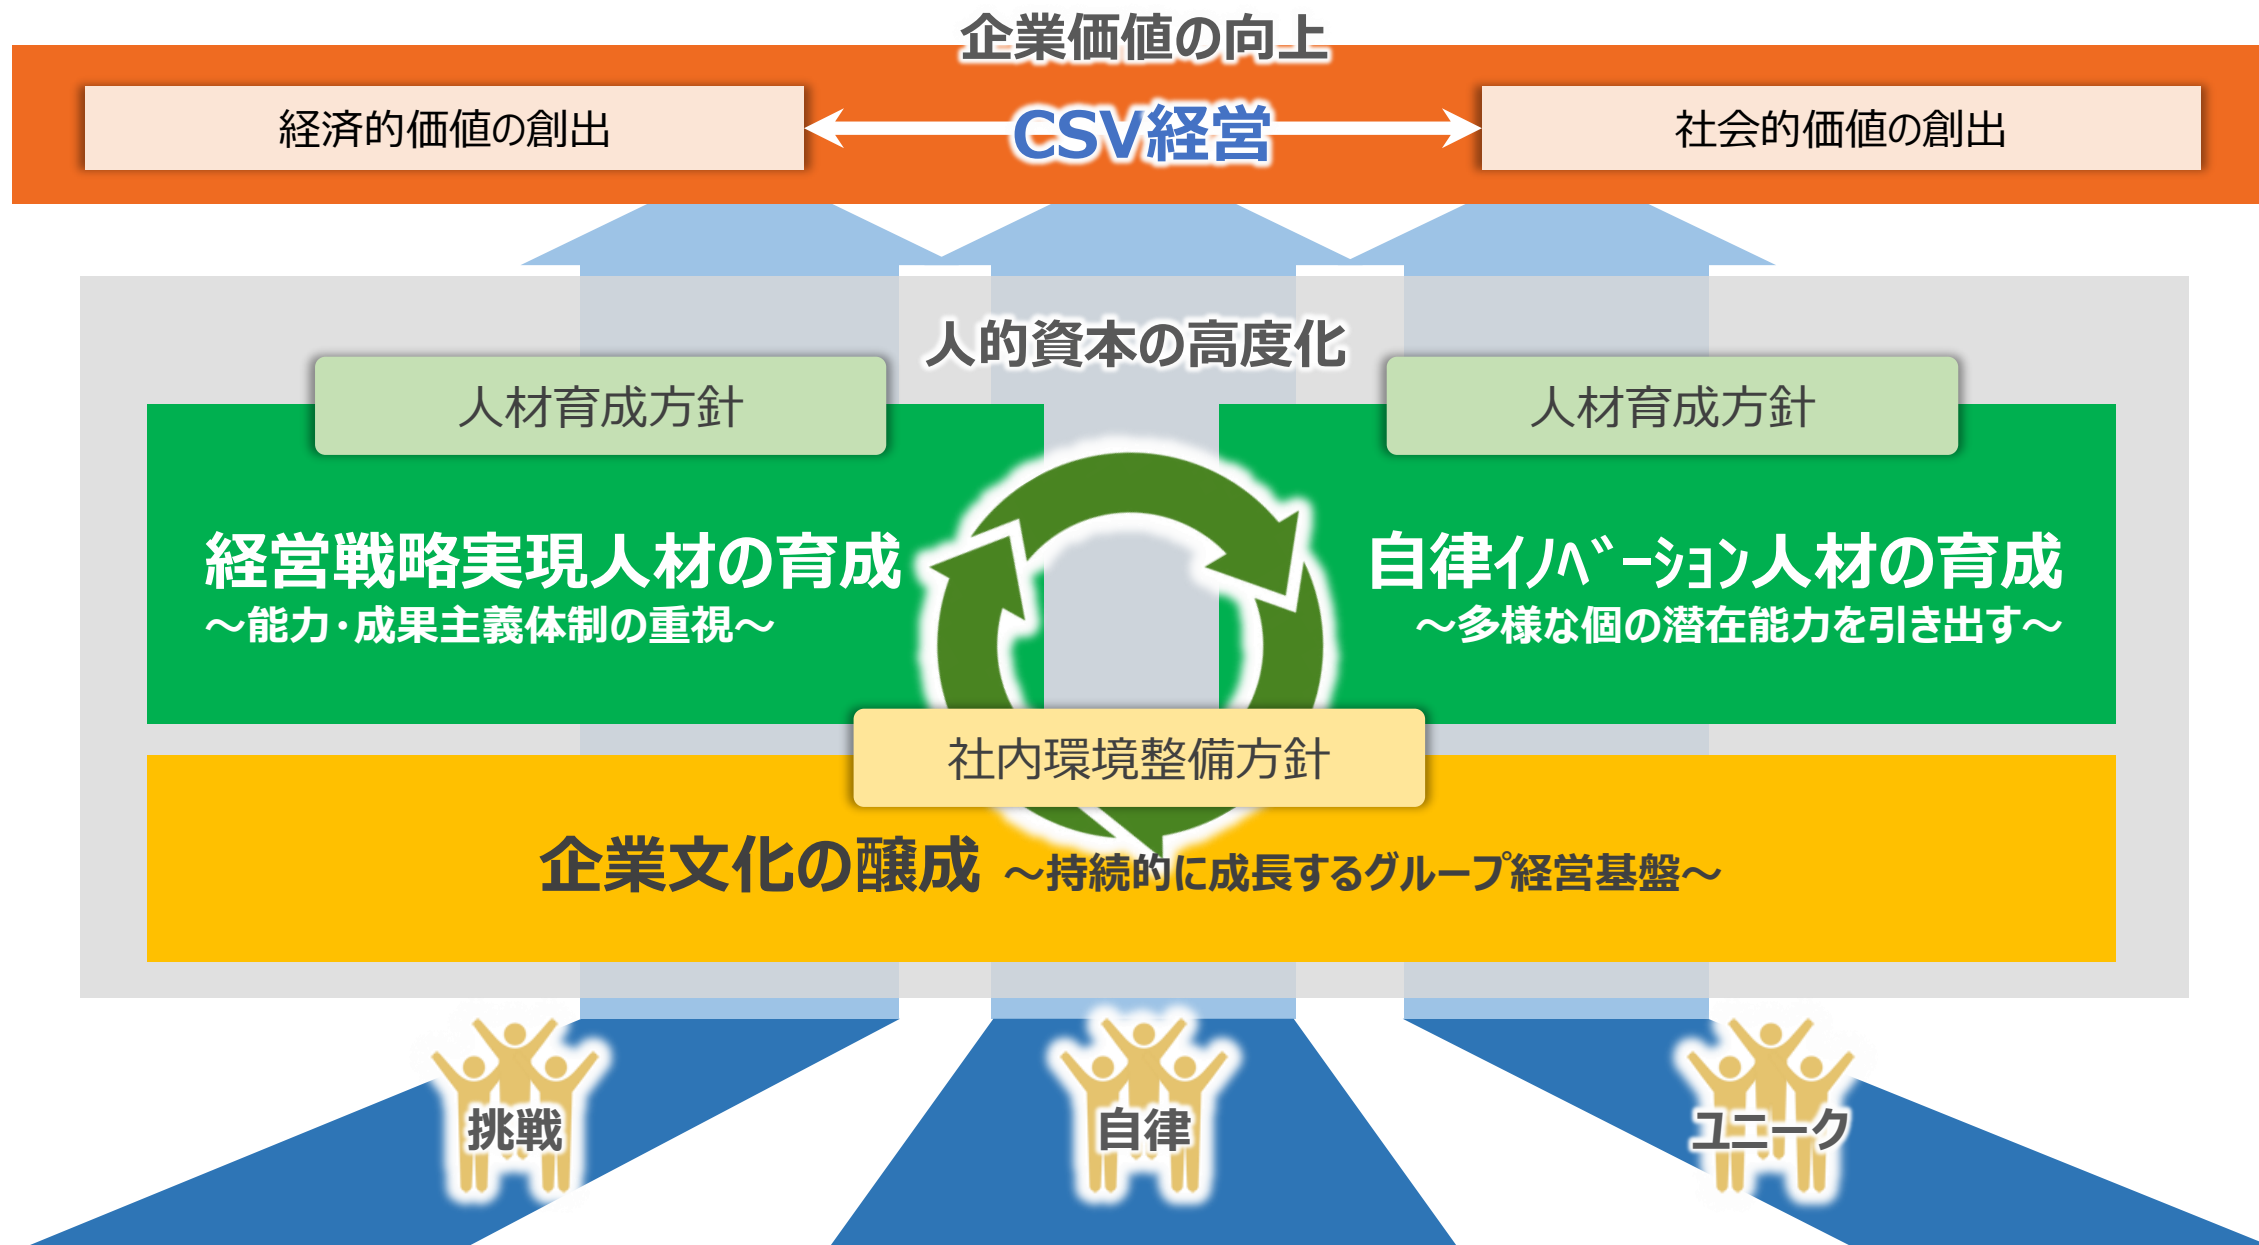 企業価値の向上
経済的価値の創出
CSV経営
社会的価値の創出
人的資本の高度化
人材育成方針
人材育成方針
経営戦略実現人材の育成
～能力・成果主義体制の重視～
自律ｲﾉﾍﾞｰｼｮﾝ人材の育成
～多様な個の潜在能力を引き出す～
社内環境整備方針
企業文化の醸成 ～持続的に成長するグループ経営基盤～
挑戦
自律
ユニーク